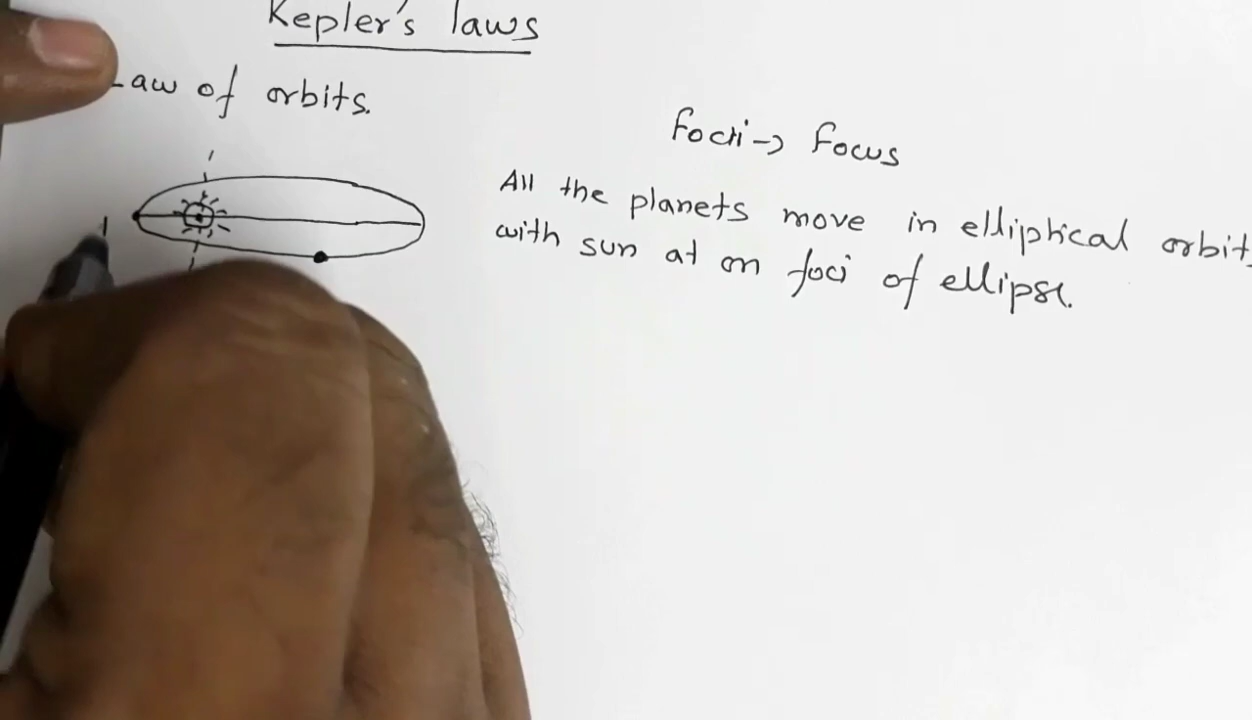 Kepler's laws
Law of orbits.
Foci → Focus
All the planets move in elliptical orbit
with sun at on foci of ellipse.